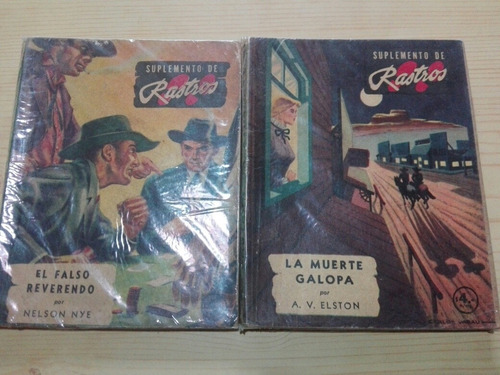 SUPLEMENTO DE
Rastros
EL FALSO
REVERENDO
por
NELSON NYE
SUPLEMENTO DE
Rastros
LA MUERTE
GALOPA
por
A. V. ELSTON